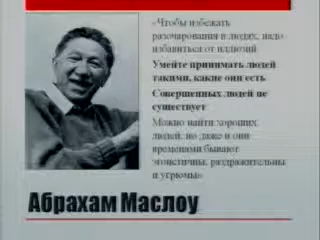 «Чтобы избежать
разочарования в людях, надо
избавиться от иллюзий
Умейте принимать людей
такими, какие они есть
Совершенных людей не
существует
Можно найти хороших
людей, но даже и они
временами бывают
эгоистичны, раздражительны
и угрюмы»
Абрахам Маслоу